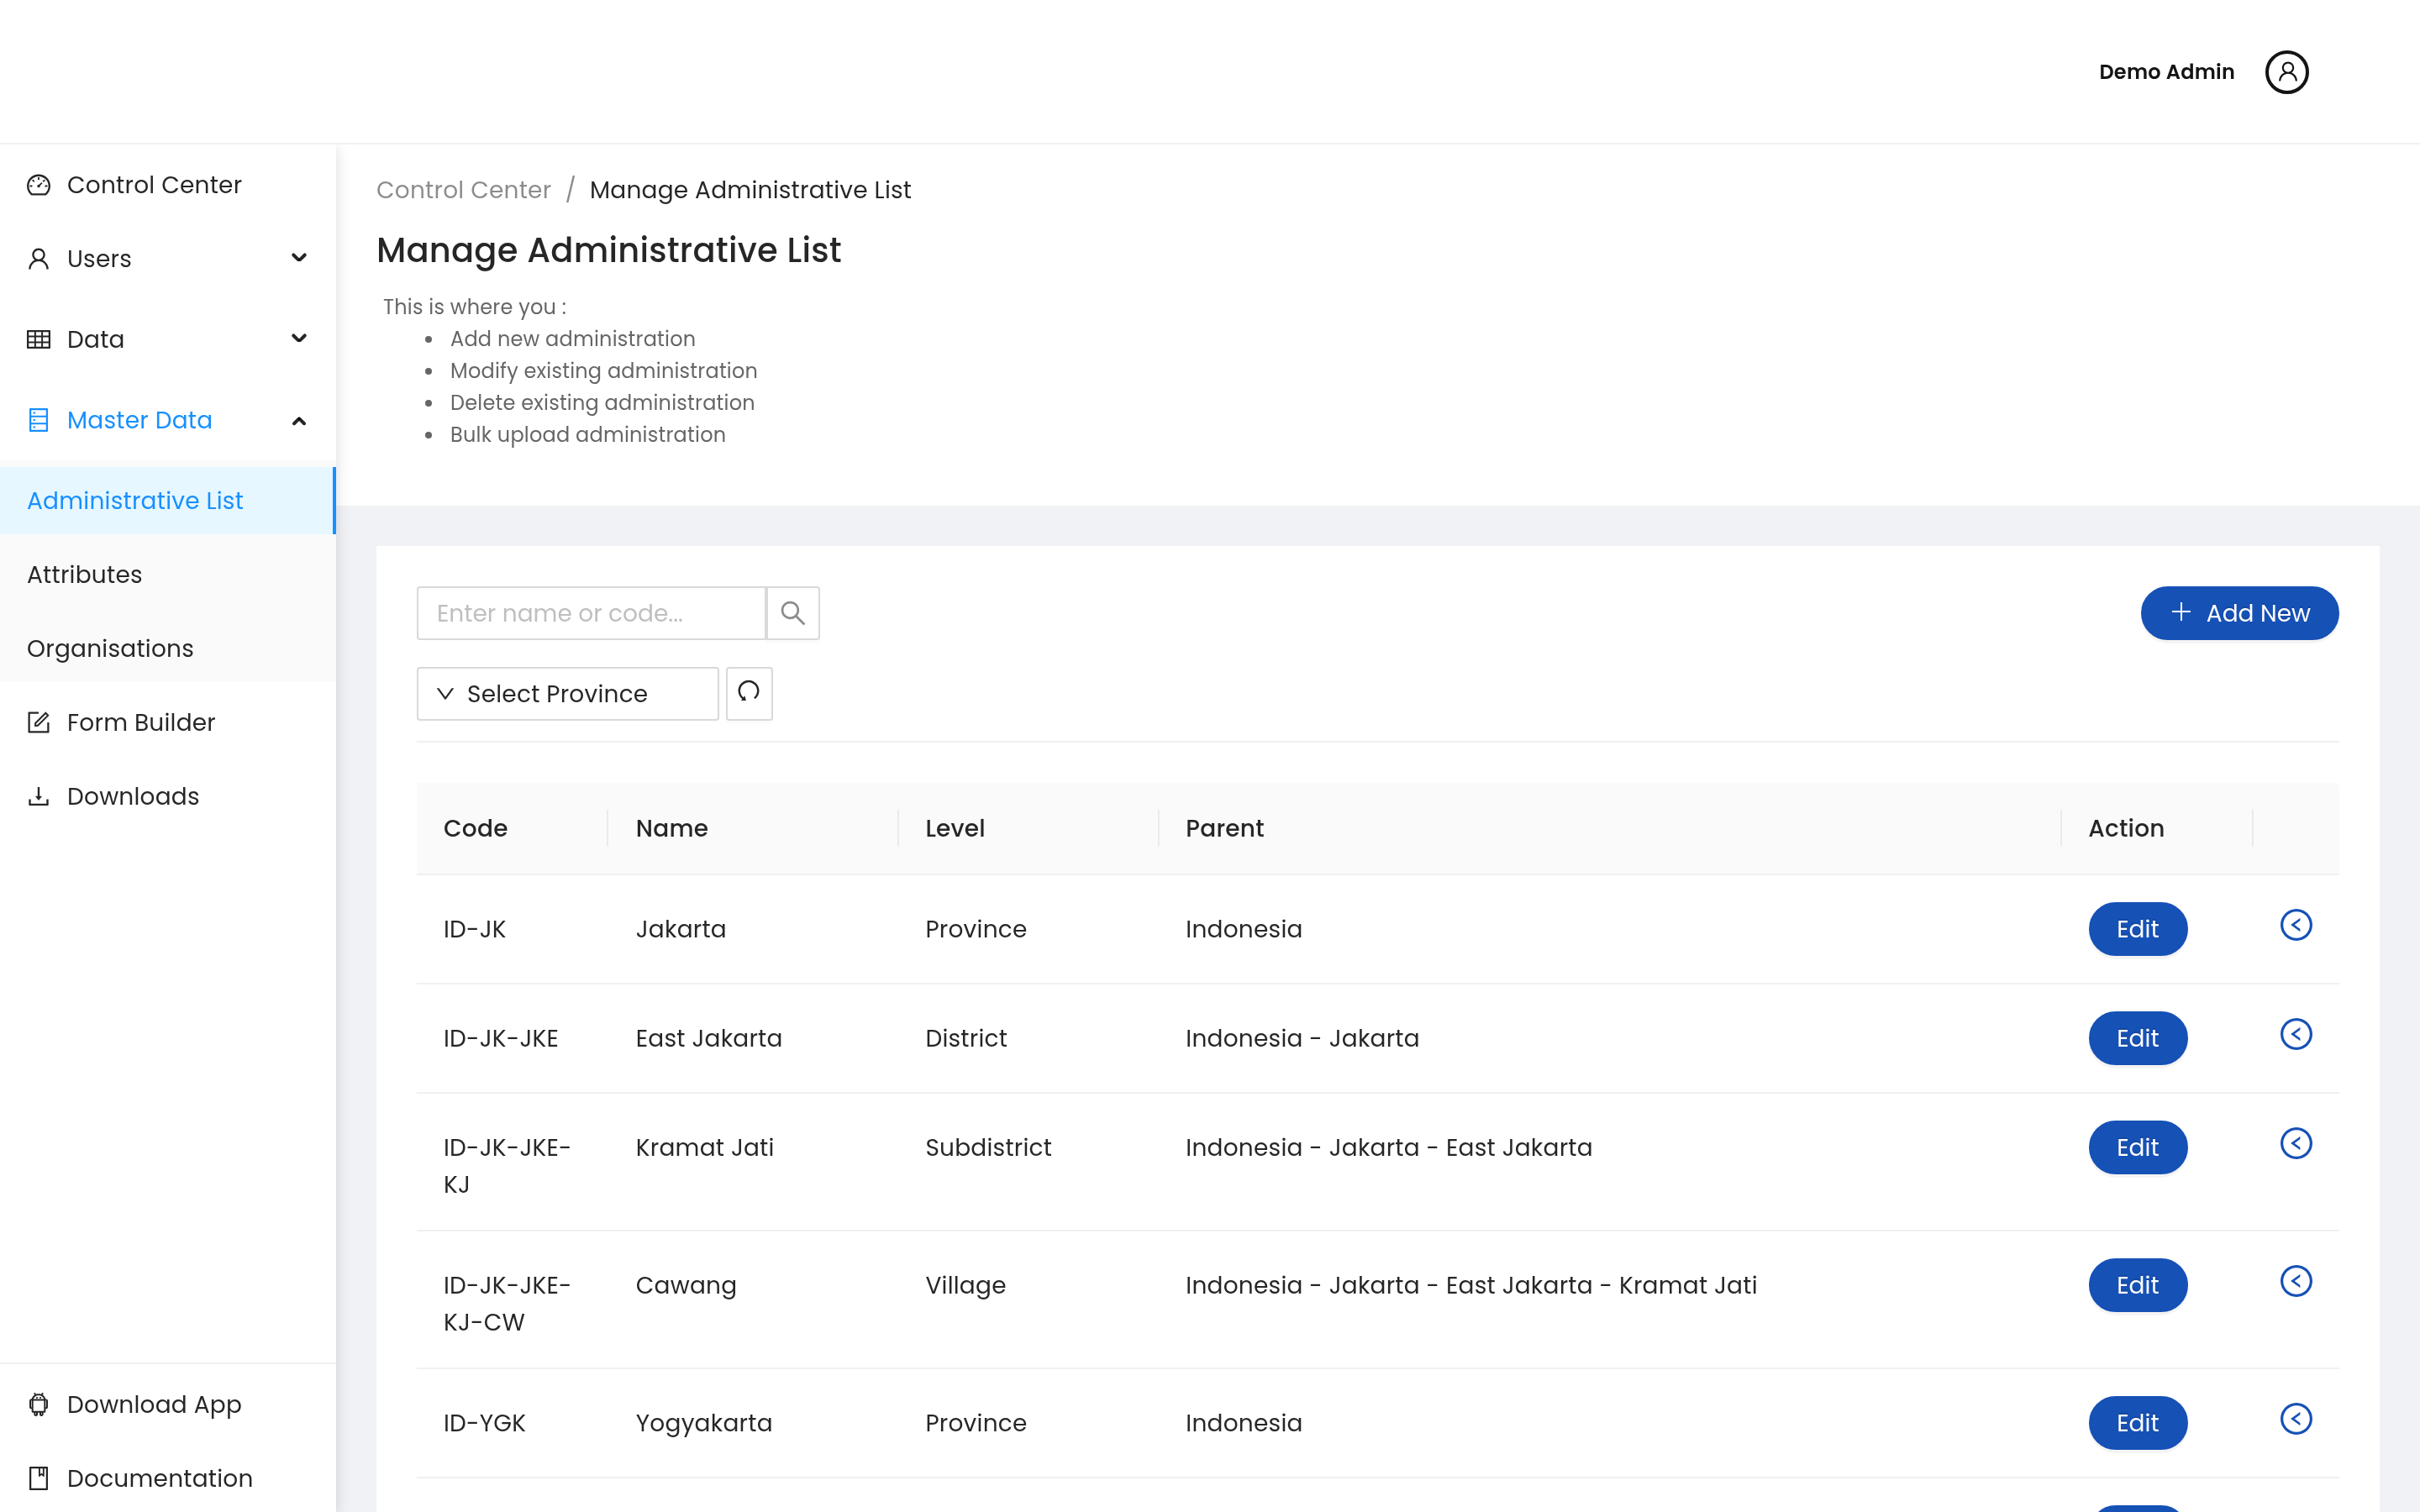 Demo Admin
Control Center
Users
Data
Master Data
Administrative List
Attributes
Organisations
Form Builder
Downloads
Download App
Documentation
Control Center / Manage Administrative List
Manage Administrative List
This is where you :
Add new administration
Modify existing administration
Delete existing administration
Bulk upload administration
Enter name or code...
Add New
Select Province
Code Name Level Parent Action
ID-JK Jakarta Province Indonesia Edit
ID-JK-JKE East Jakarta District Indonesia - Jakarta Edit
ID-JK-JKE- Kramat Jati Subdistrict Indonesia - Jakarta - East Jakarta Edit
KJ
ID-JK-JKE- Cawang Village Indonesia - Jakarta - East Jakarta - Kramat Jati Edit
KJ-CW
ID-YGK Yogyakarta Province Indonesia Edit